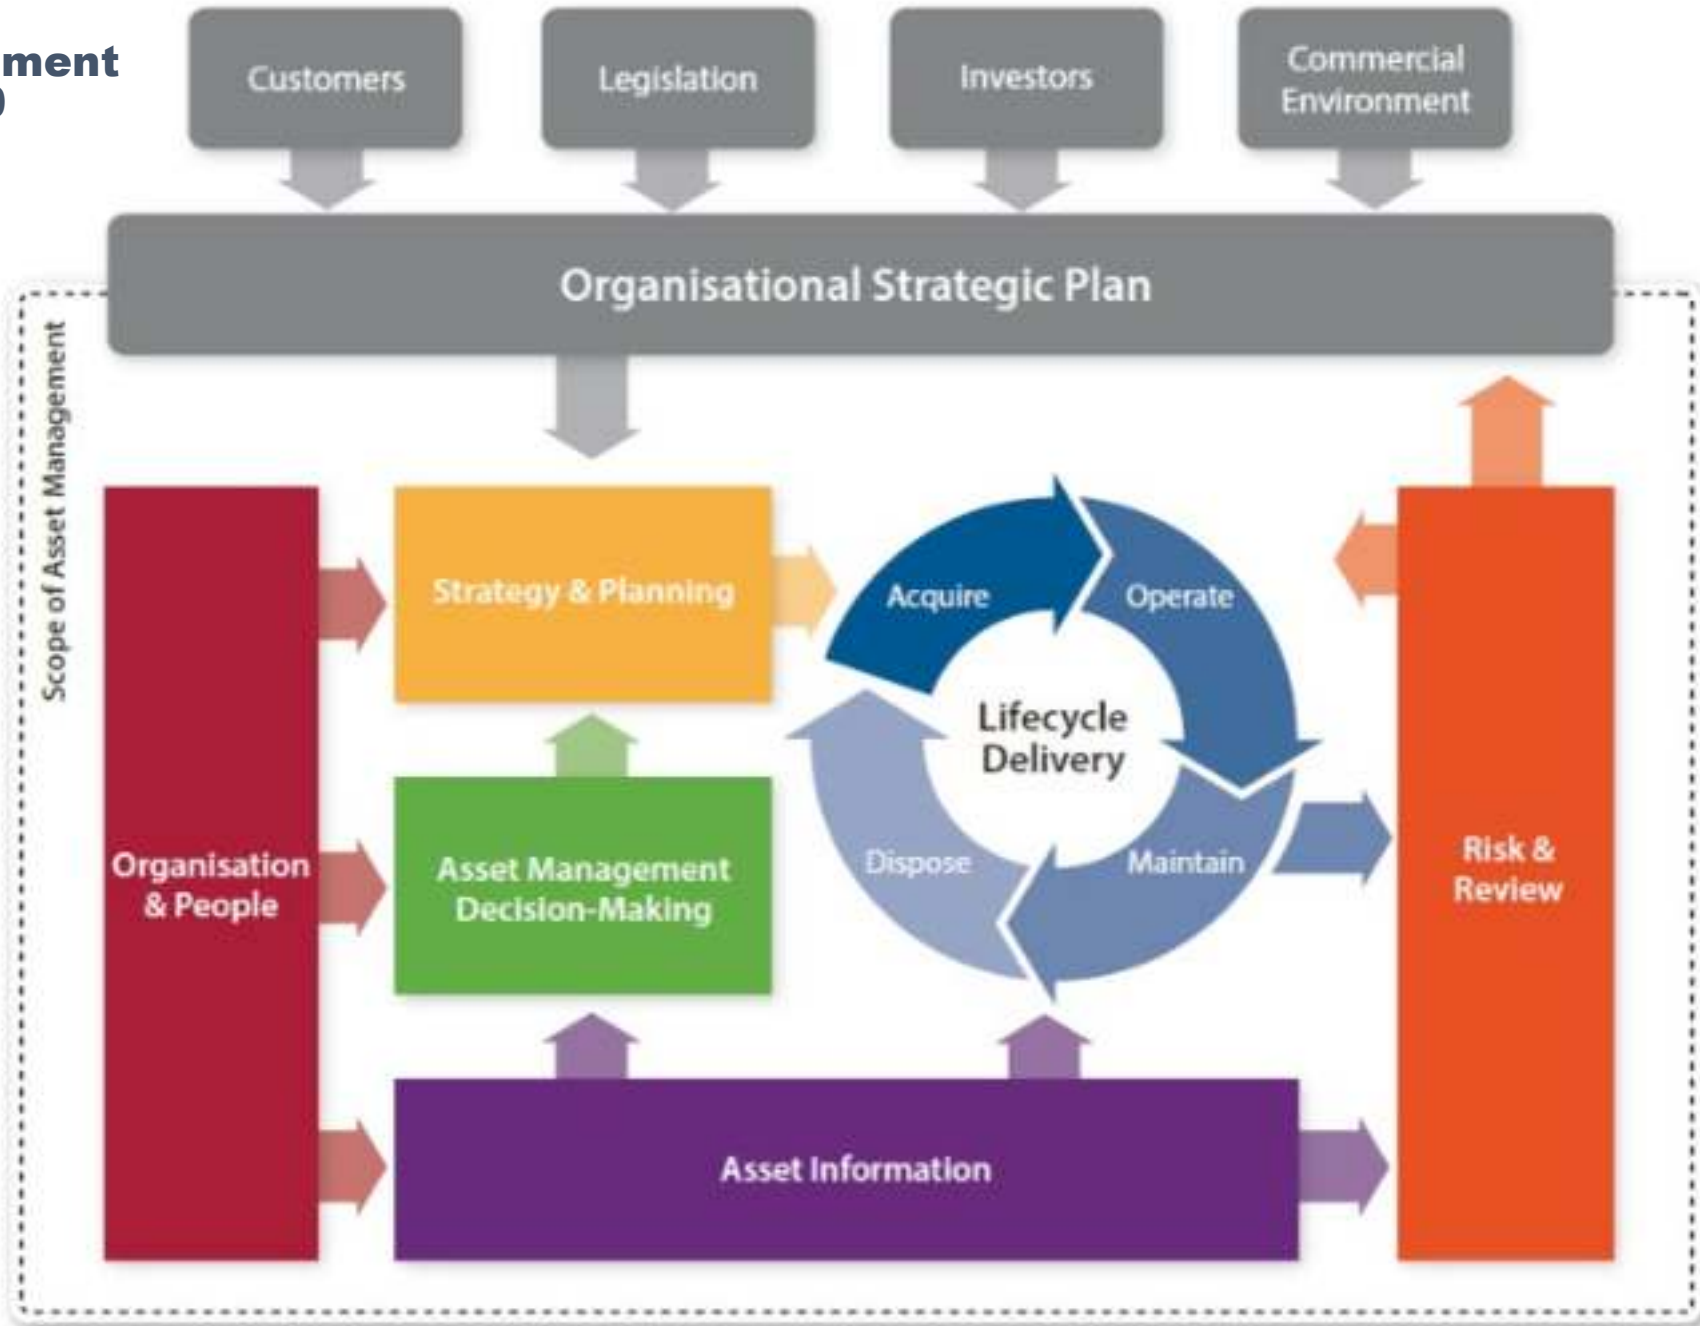 ment
Customers
Legislation
Investors
Commercial
Environment
Organisational Strategic Plan
Scope of Asset Management
Strategy & Planning
Acquire
Operate
Lifecycle
Delivery
Organisation
& People
Asset Management
Decision-Making
Dispose
Maintain
Risk &
Review
Asset Information